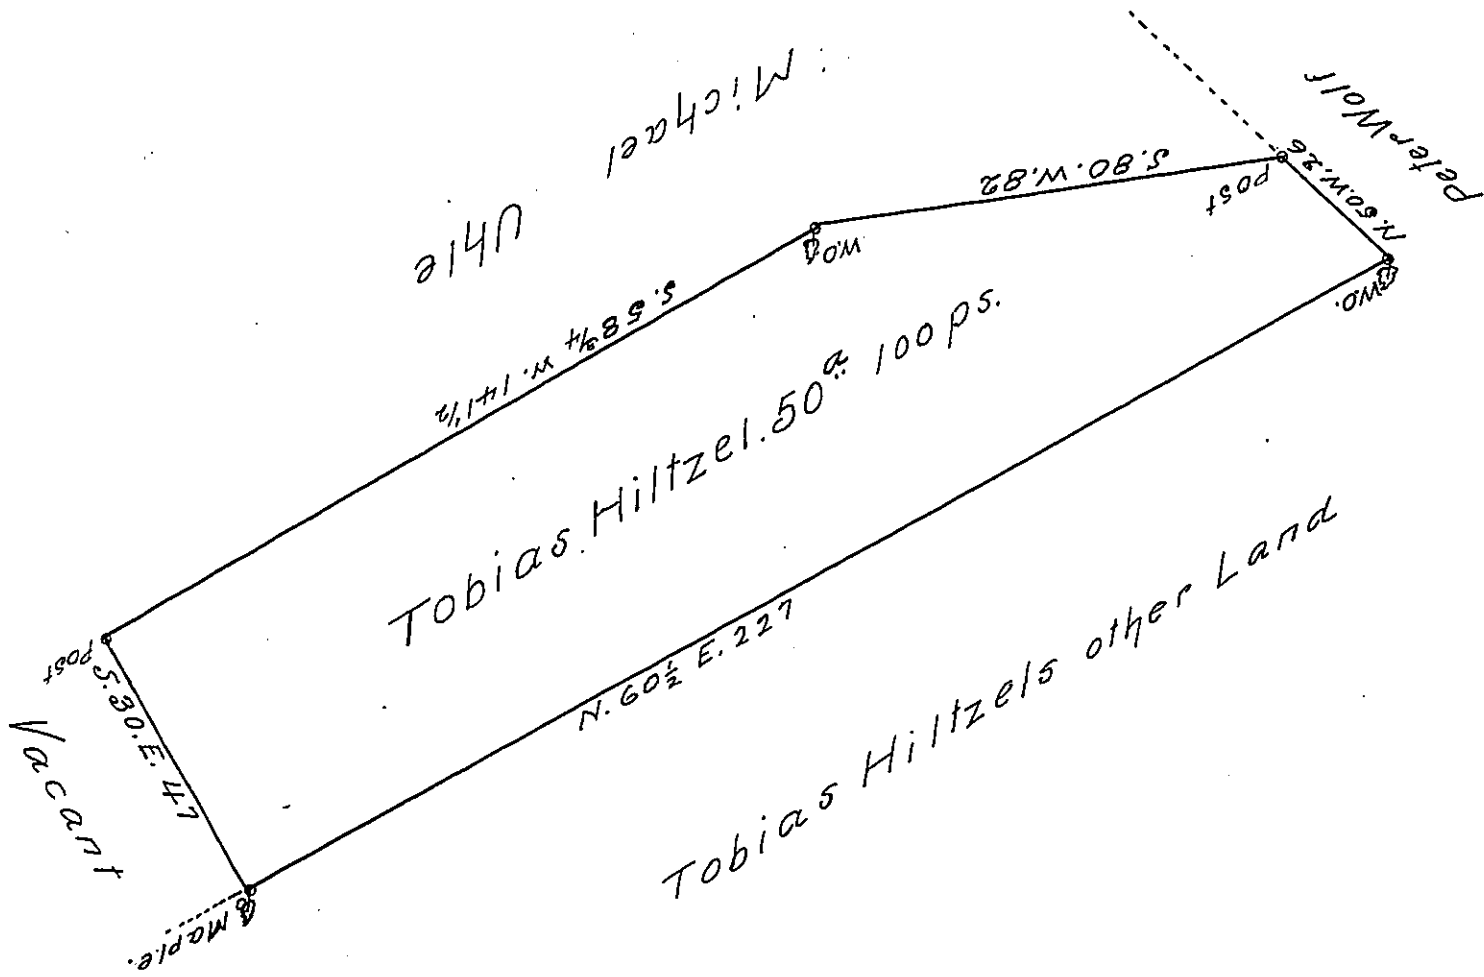 Michael
Uhle
Peter Wolf
S. 80. W. 82
Post
N. 50. W. 26
W.O.
W.O.
S. 58¾ W. 141½
Tobias Hiltzel. 50a 100 ps.
Post
S. 30. E. 47
N. 60½ E. 227
Vacant
Maple.
Tobias Hiltzels other Land